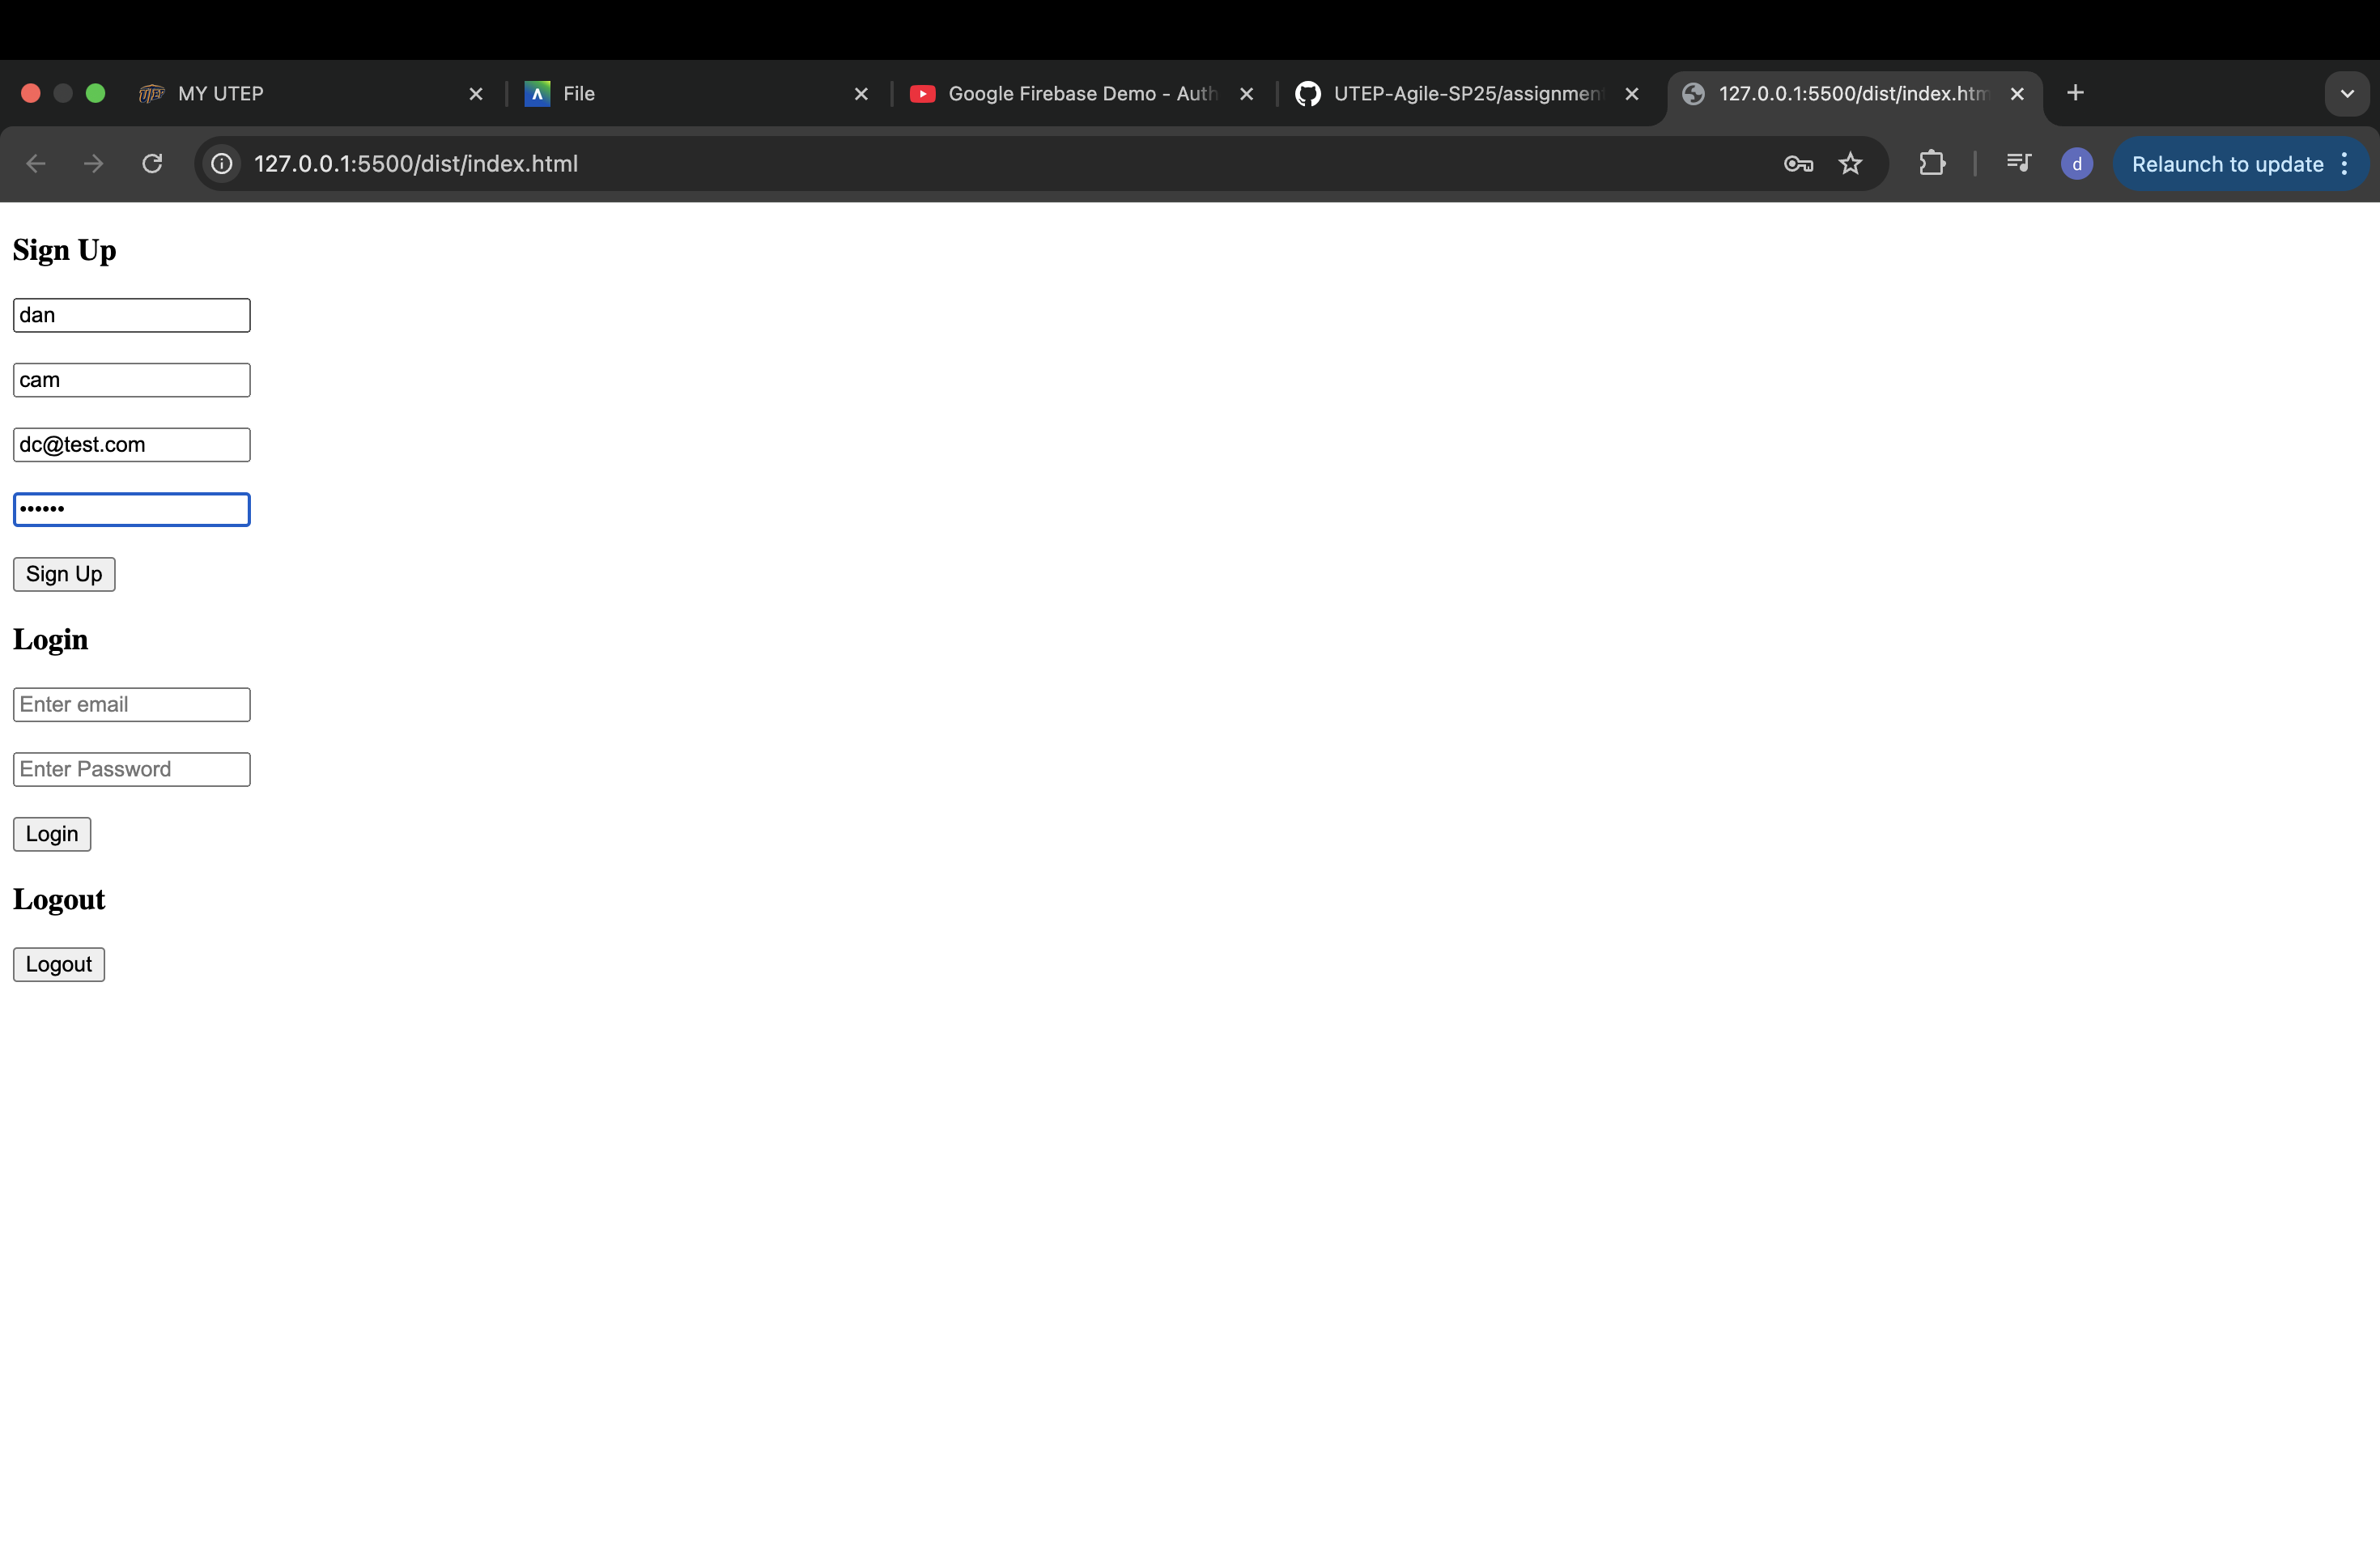 MY UTEP
File
Google Firebase Demo - Auth
UTEP-Agile-SP25/assignmen
127.0.0.1:5500/dist/index.htm
127.0.0.1:5500/dist/index.html
d
Relaunch to update
Sign Up
dan
cam
dc@test.com
••••••
Sign Up
Login
Enter email
Enter Password
Login
Logout
Logout